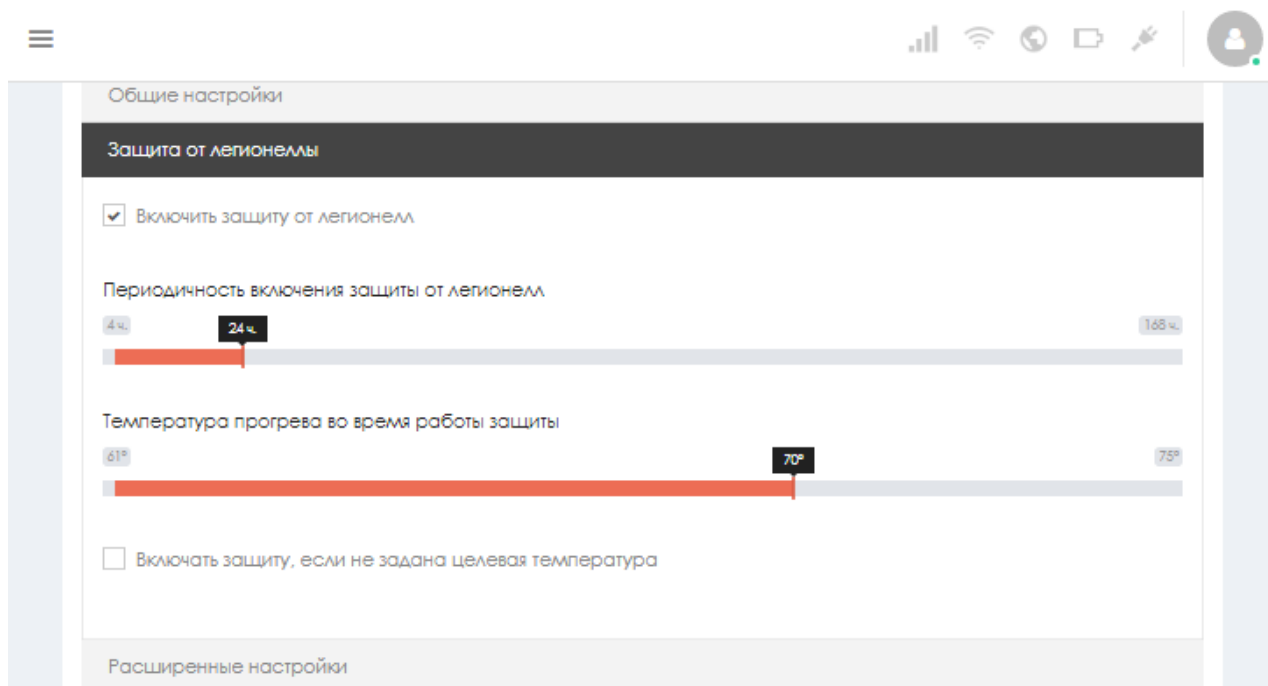 Общие настройки
Защита от легионеллы
Включить защиту от легионелл
Периодичность включения защиты от легионелл
4 ч. 24 ч. 168 ч.
Температура прогрева во время работы защиты
61° 70° 75°
Включать защиту, если не задана целевая температура
Расширенные настройки